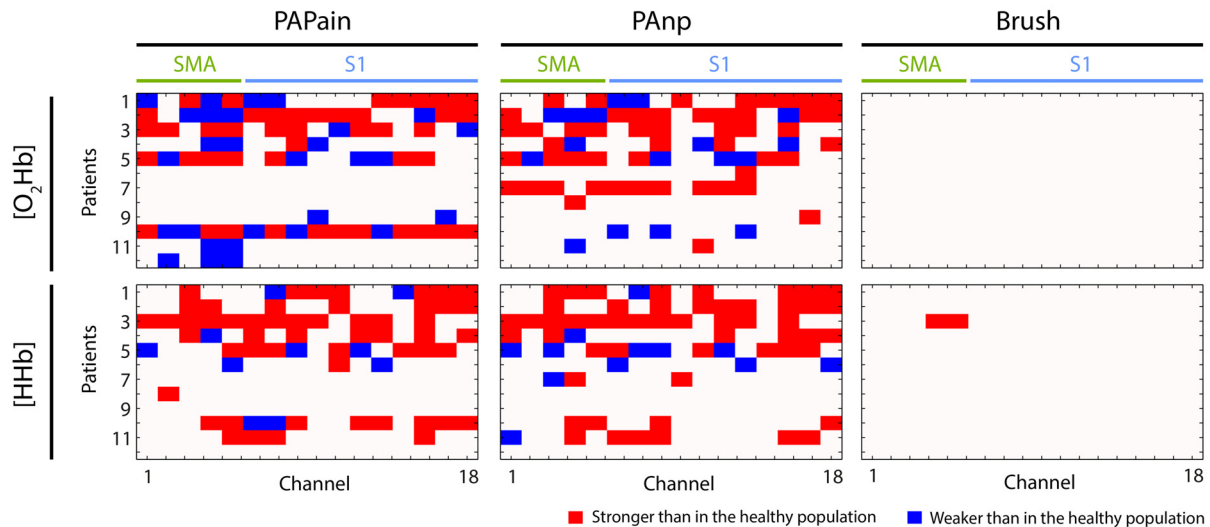 PAPain PAnp Brush
SMA S1 SMA S1 SMA S1
[O2Hb]
Patients
1
3
5
7
9
11
[HHb]
Patients
1
3
5
7
9
11
1 Channel 18 1 Channel 18 1 Channel 18
Stronger than in the healthy population Weaker than in the healthy population